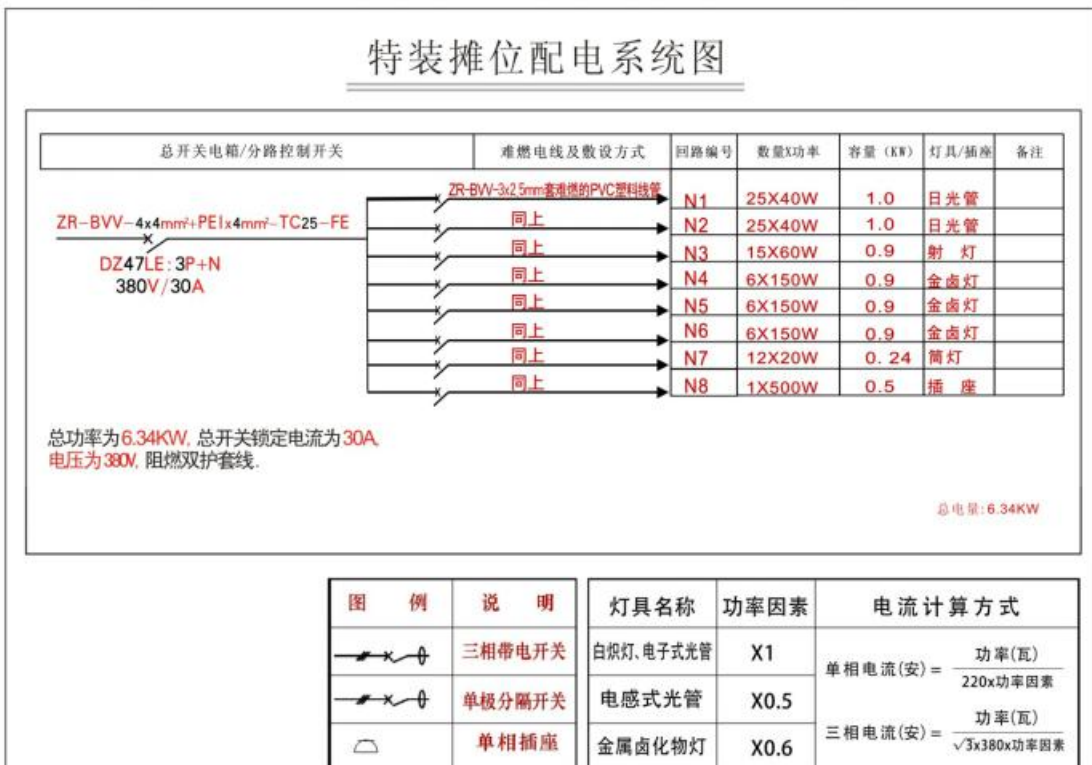 特装摊位配电系统图
总开关电箱/分路控制开关 难燃电线及敷设方式 回路编号 数量X功率 容量（KW） 灯具/插座 备注
ZR-BVV-3x2.5mm套难燃的PVC塑料线管 N1 25X40W 1.0 日光管
ZR-BVV-4x4mm²+PEIx4mm²-TC25-FE 同上 N2 25X40W 1.0 日光管
同上 N3 15X60W 0.9 射 灯
DZ47LE: 3P+N
380V/30A
同上 N4 6X150W 0.9 金卤灯
同上 N5 6X150W 0.9 金卤灯
同上 N6 6X150W 0.9 金卤灯
同上 N7 12X20W 0. 24 筒灯
同上 N8 1X500W 0.5 插 座
总功率为6.34KW, 总开关锁定电流为30A,
电压为380V, 阻燃双护套线.
总电量:6.34KW
图 例 说 明
三相带电开关
单极分隔开关
单相插座
灯具名称 功率因素 电流计算方式
白炽灯、电子式光管 X1
电感式光管 X0.5
金属卤化物灯 X0.6
单相电流(安) = 功率(瓦)
220x功率因素
三相电流(安) = 功率(瓦)
√3x380x功率因素